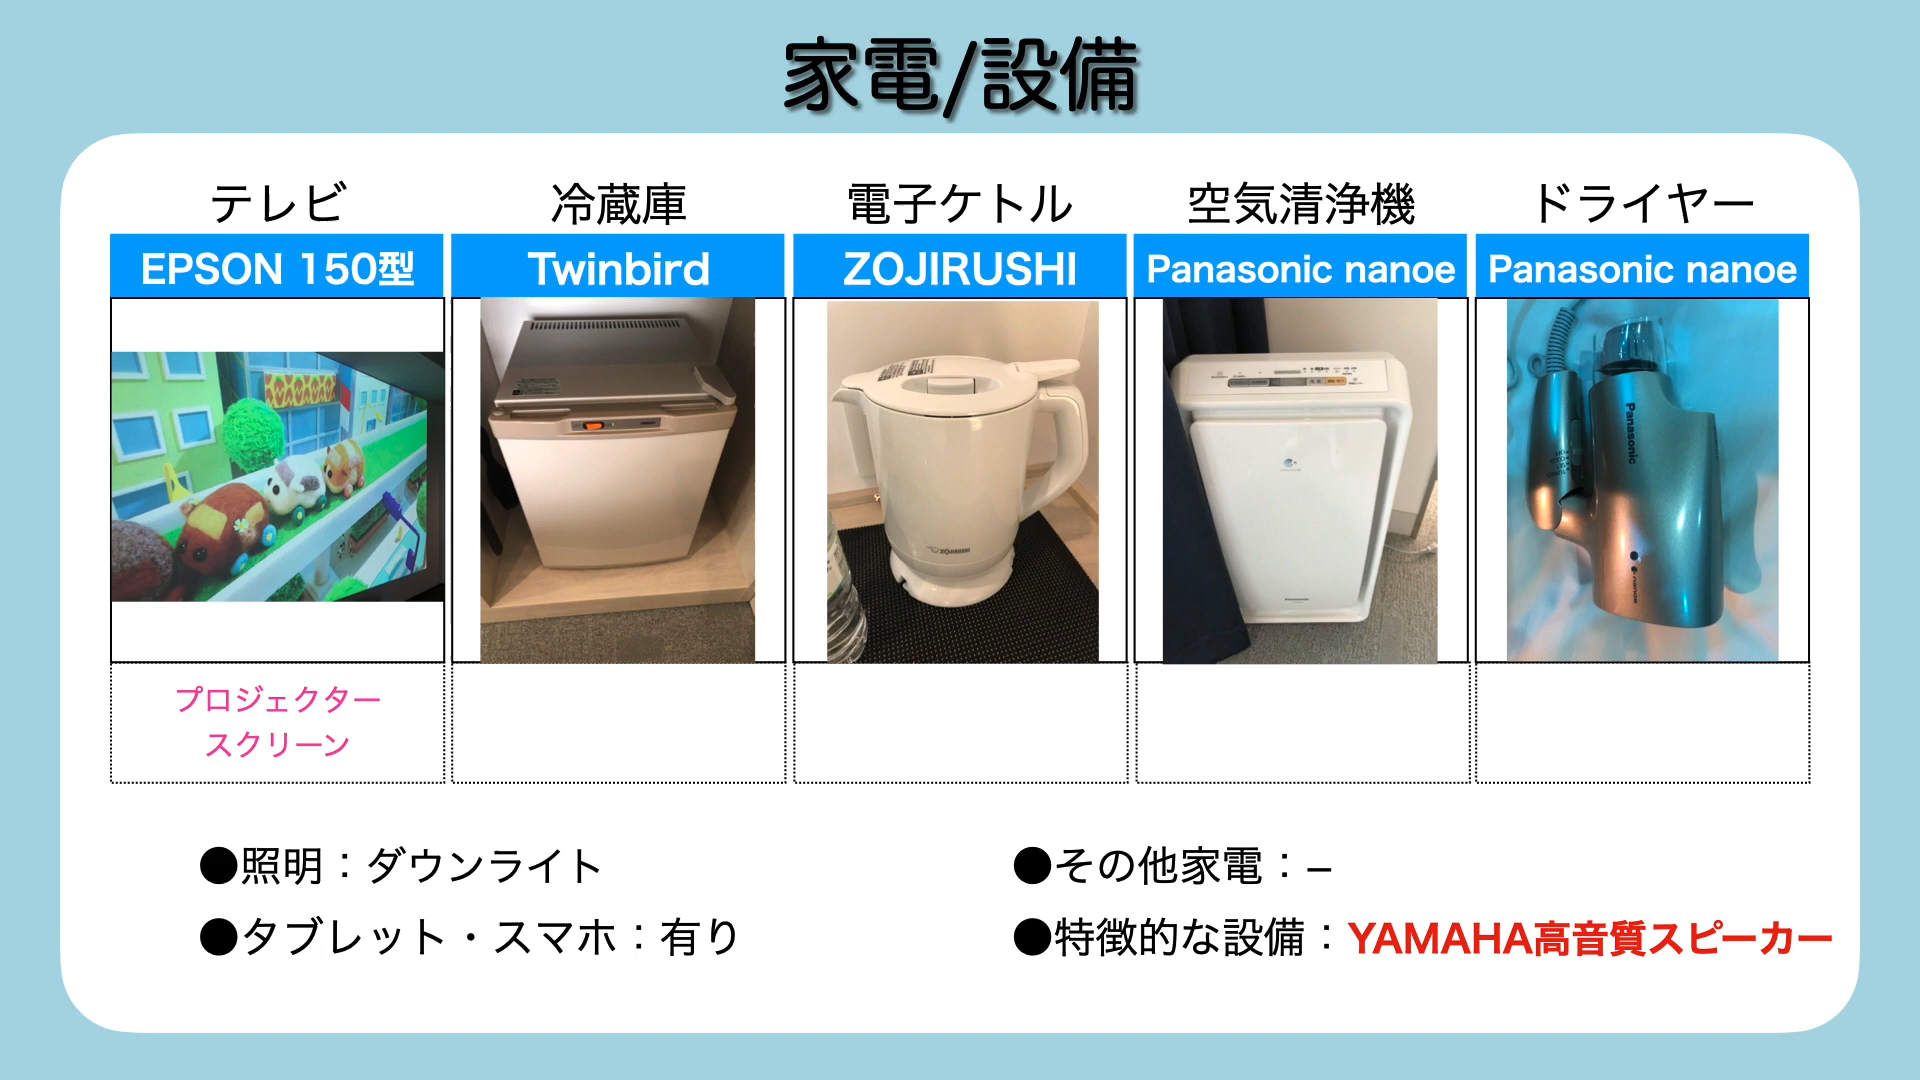 家電/設備
テレビ
冷蔵庫
電子ケトル
空気清浄機
ドライヤー
EPSON 150型
Twinbird
ZOJIRUSHI
Panasonic nanoe
Panasonic nanoe
ZOJIRUSHI
Panasonic
Panasonic
nanoe
プロジェクター
スクリーン
●照明：ダウンライト
●その他家電：–
●タブレット・スマホ：有り
●特徴的な設備：YAMAHA高音質スピーカー